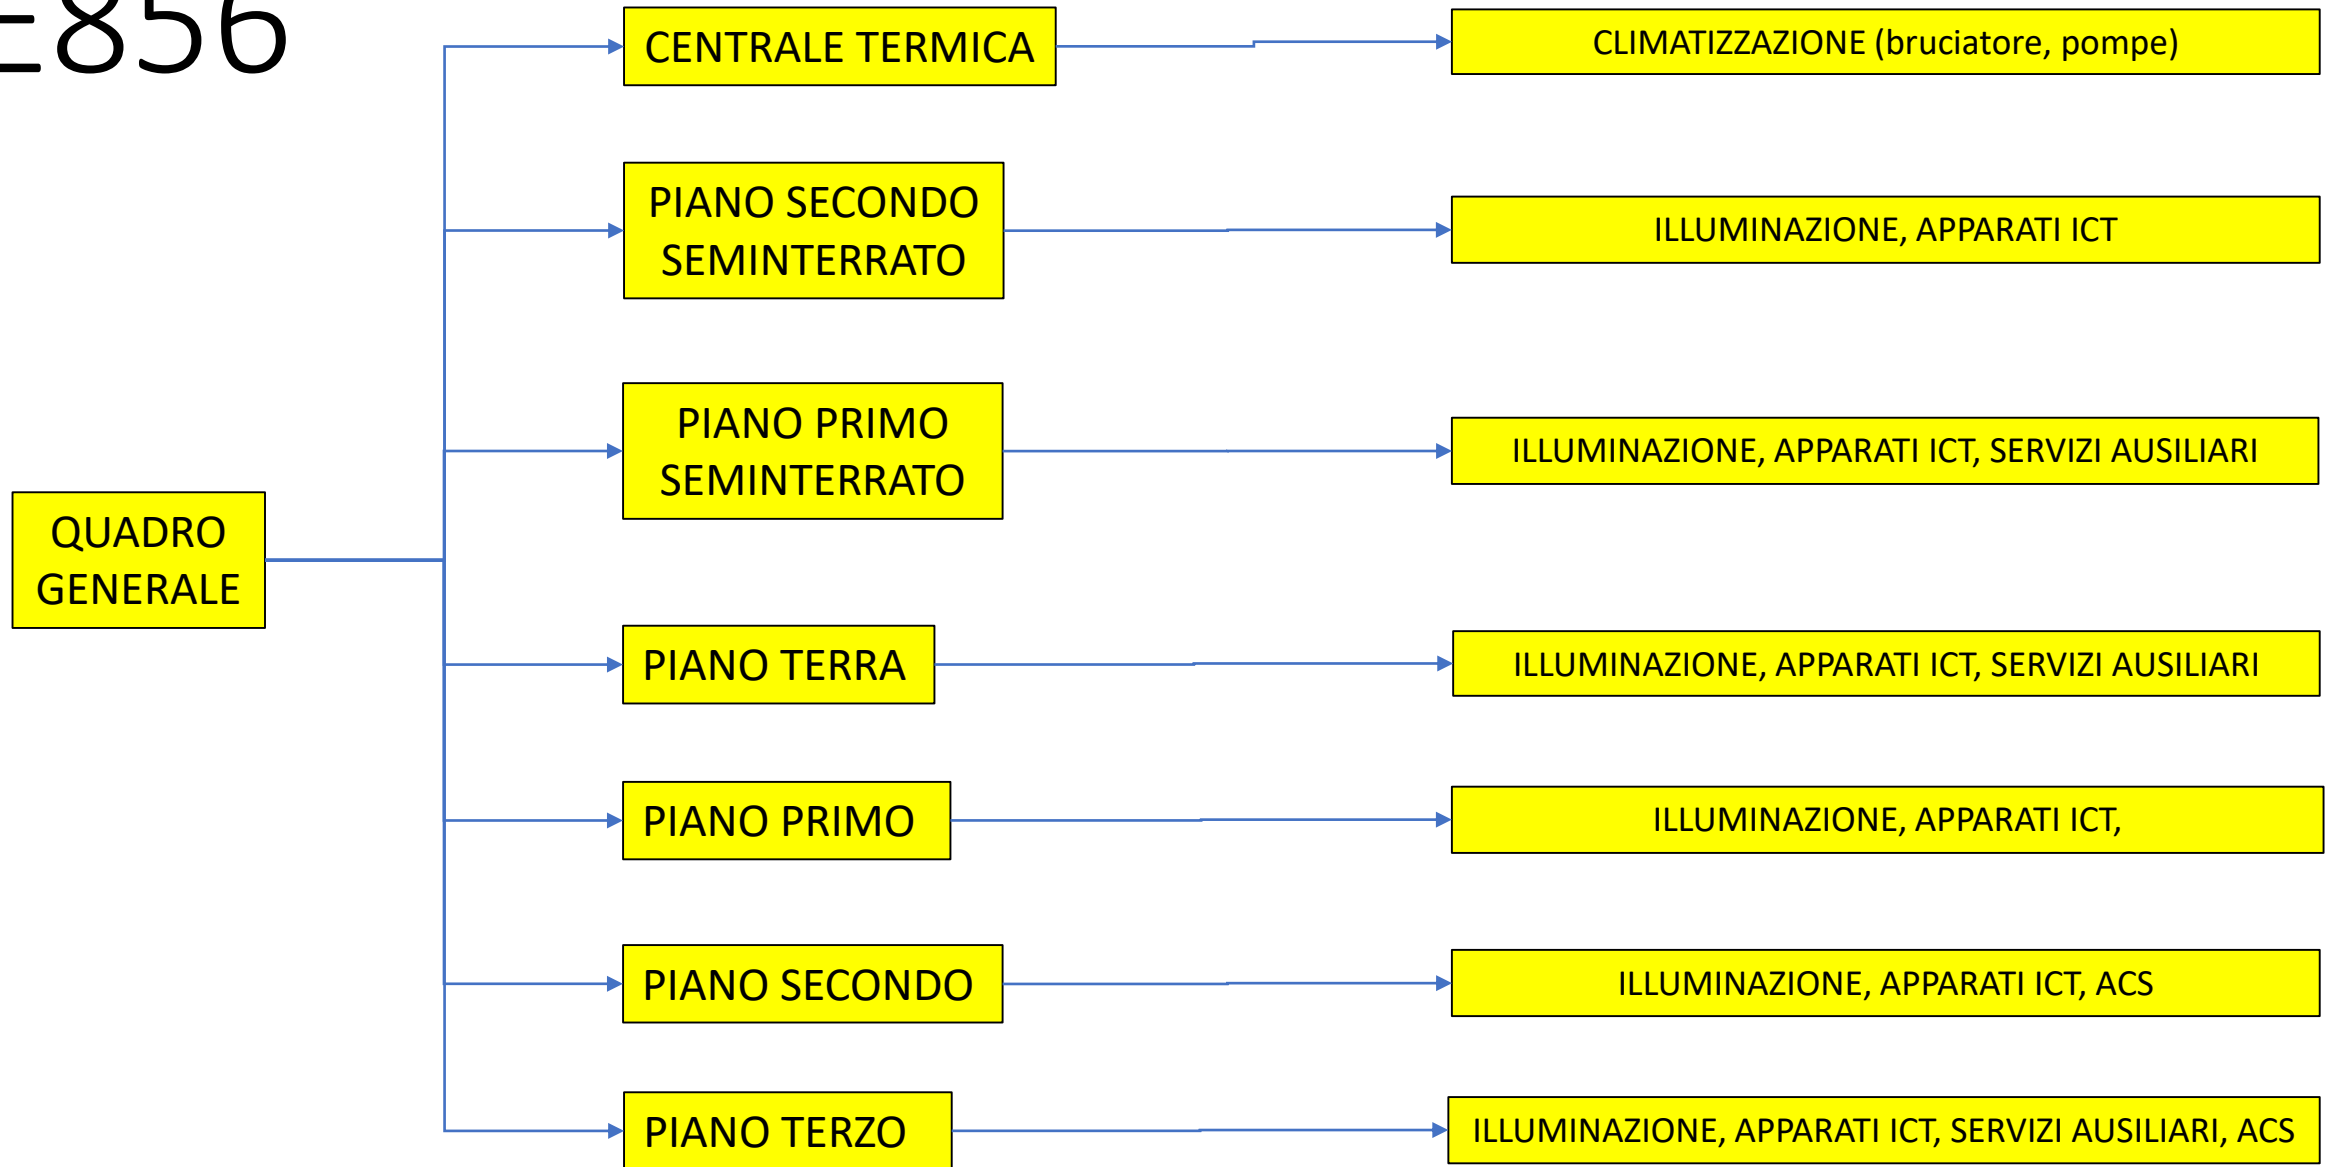 E856
CENTRALE TERMICA
CLIMATIZZAZIONE (bruciatore, pompe)
PIANO SECONDO
SEMINTERRATO
ILLUMINAZIONE, APPARATI ICT
PIANO PRIMO
SEMINTERRATO
ILLUMINAZIONE, APPARATI ICT, SERVIZI AUSILIARI
QUADRO
GENERALE
PIANO TERRA
ILLUMINAZIONE, APPARATI ICT, SERVIZI AUSILIARI
PIANO PRIMO
ILLUMINAZIONE, APPARATI ICT,
PIANO SECONDO
ILLUMINAZIONE, APPARATI ICT, ACS
PIANO TERZO
ILLUMINAZIONE, APPARATI ICT, SERVIZI AUSILIARI, ACS